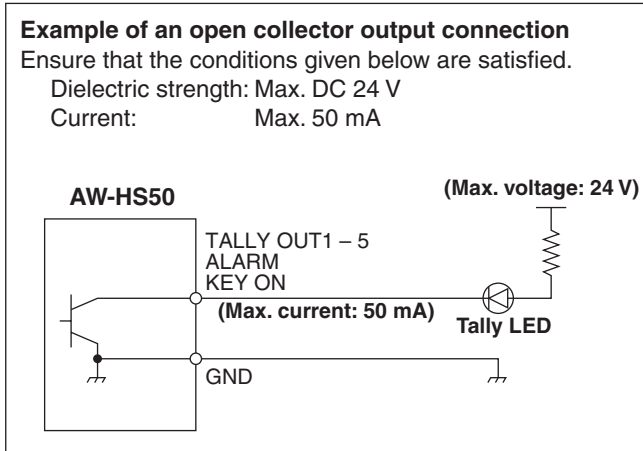 Example of an open collector output connection
Ensure that the conditions given below are satisfied.
Dielectric strength: Max. DC 24 V
Current: Max. 50 mA
AW-HS50
(Max. voltage: 24 V)
TALLY OUT1 – 5
ALARM
KEY ON
(Max. current: 50 mA)
Tally LED
GND